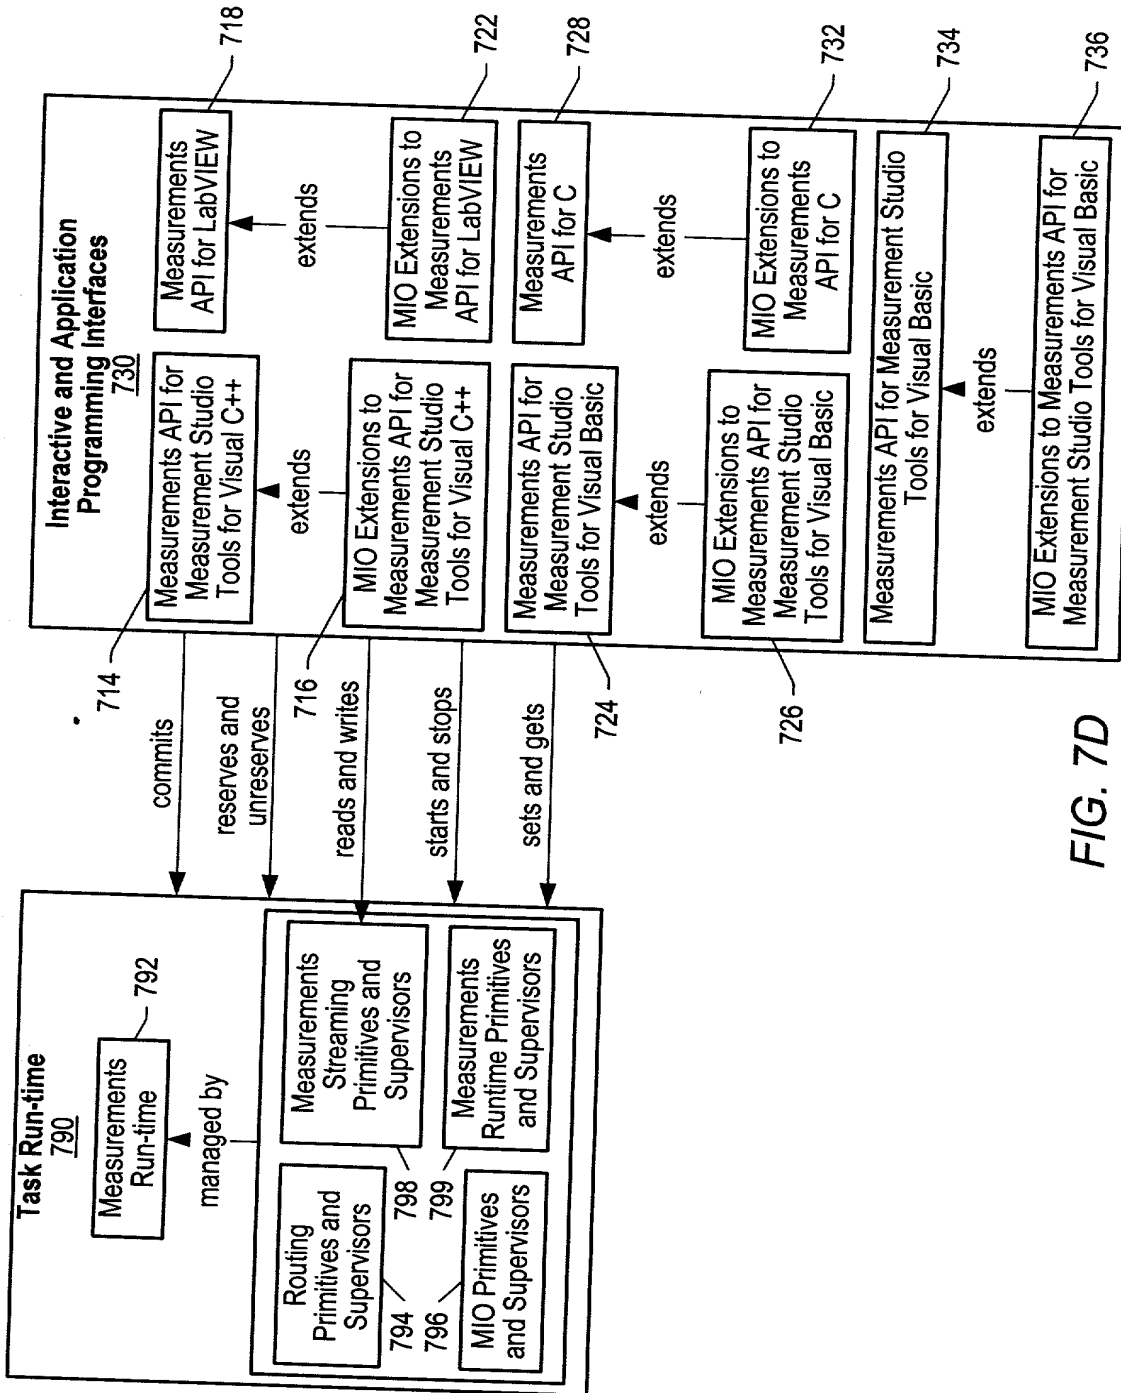 Task Run-time
790
Measurements
Run-time
792
managed by
Routing
Primitives and
Supervisors
794
Measurements
Streaming
Primitives and
Supervisors
798
MIO Primitives
and Supervisors
796
Measurements
Runtime Primitives
and Supervisors
799
commits
reserves and
unreserves
reads and writes
starts and stops
sets and gets
Interactive and Application
Programming Interfaces
730
Measurements API for
Measurement Studio
Tools for Visual C++
714
Measurements
API for LabVIEW
718
extends
extends
MIO Extensions to
Measurements API for
Measurement Studio
Tools for Visual C++
716
MIO Extensions to
Measurements
API for LabVIEW
722
Measurements API for
Measurement Studio
Tools for Visual Basic
724
Measurements
API for C
728
extends
extends
MIO Extensions to
Measurements API for
Measurement Studio
Tools for Visual Basic
726
MIO Extensions to
Measurements
API for C
732
Measurements API for Measurement Studio
Tools for Visual Basic
734
extends
MIO Extensions to Measurements API for
Measurement Studio Tools for Visual Basic
736
FIG. 7D